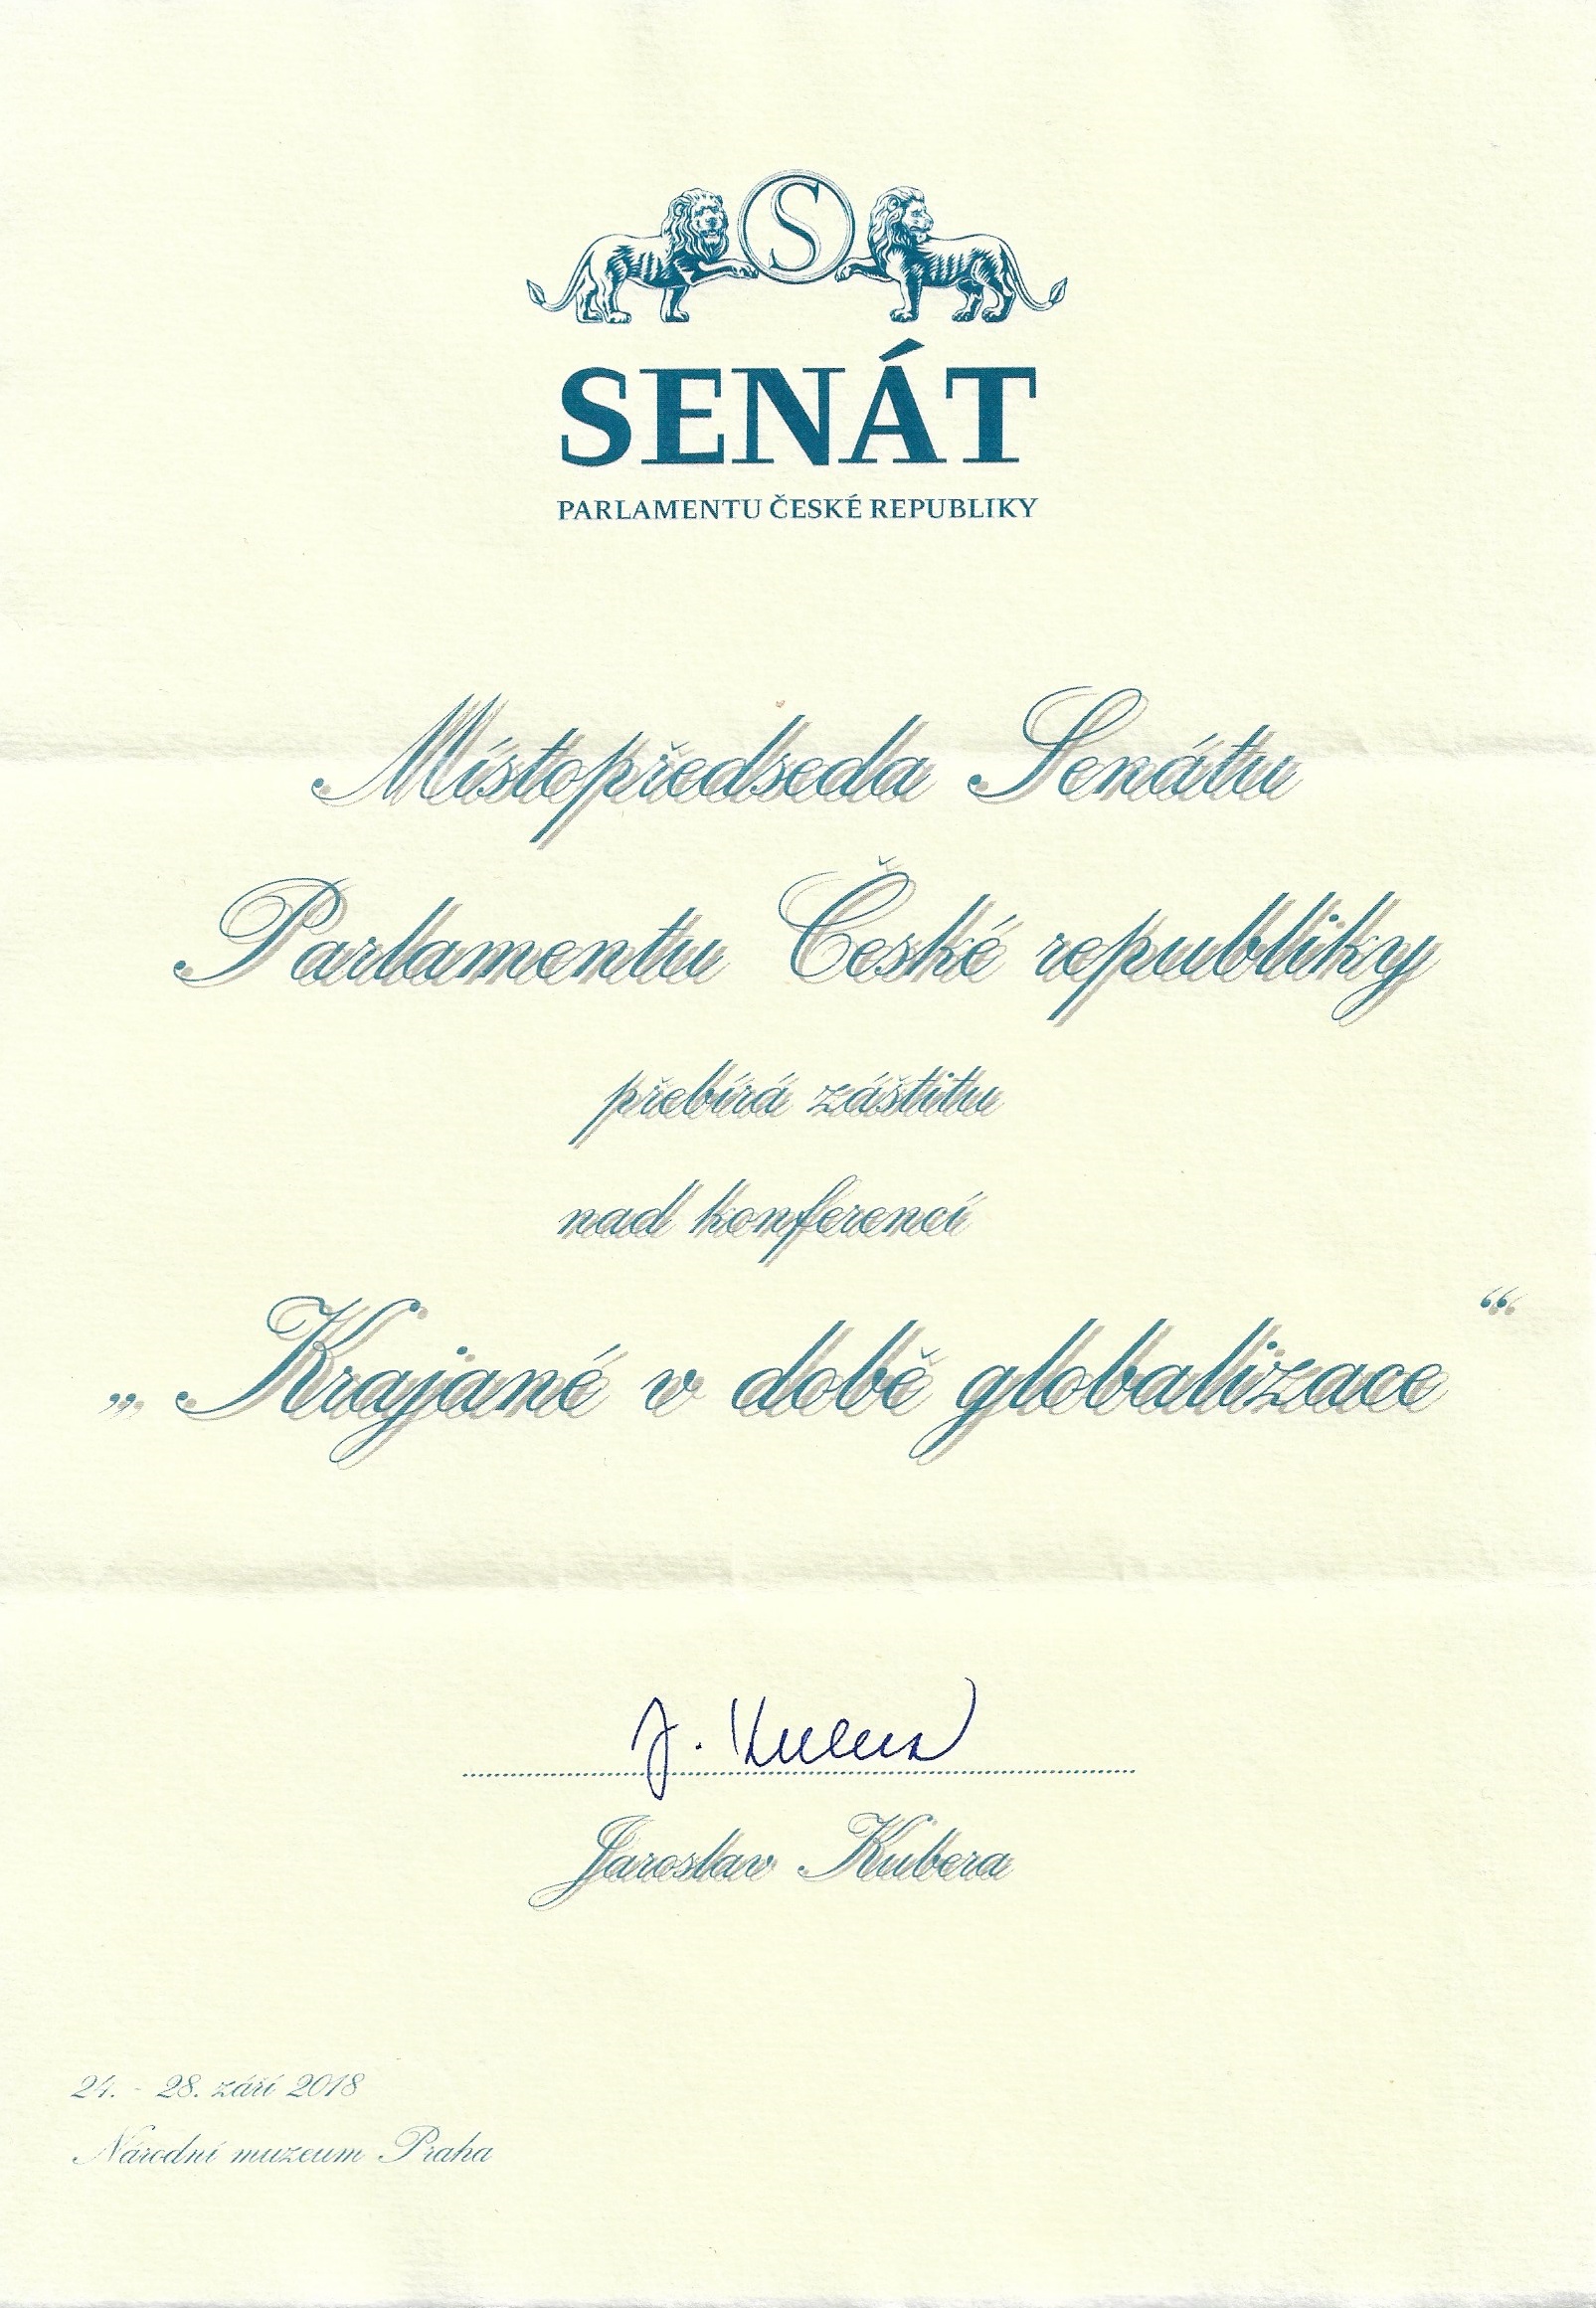 S
SENÁT
PARLAMENTU ČESKÉ REPUBLIKY
Místopředseda Senátu
Parlamentu České republiky
přebírá záštitu
nad konferencí
„Krajané v době globalizace“
J. Kubera
Jaroslav Kubera
24. - 28. září 2018
Národní muzeum Praha